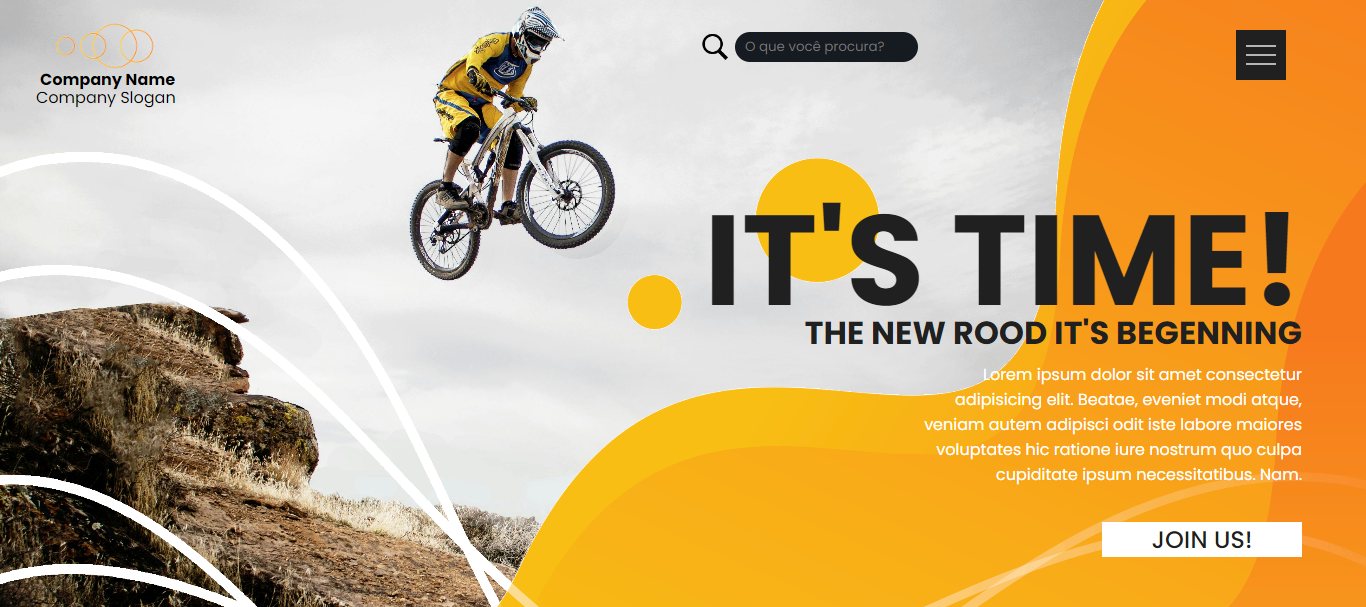 Company Name
Company Slogan
O que você procura?
IT'S TIME!
THE NEW ROOD IT'S BEGENNING
Lorem ipsum dolor sit amet consectetur
adipisicing elit. Beatae, eveniet modi atque,
veniam autem adipisci odit iste labore maiores
voluptates hic ratione iure nostrum quo culpa
cupiditate ipsum necessitatibus. Nam.
JOIN US!